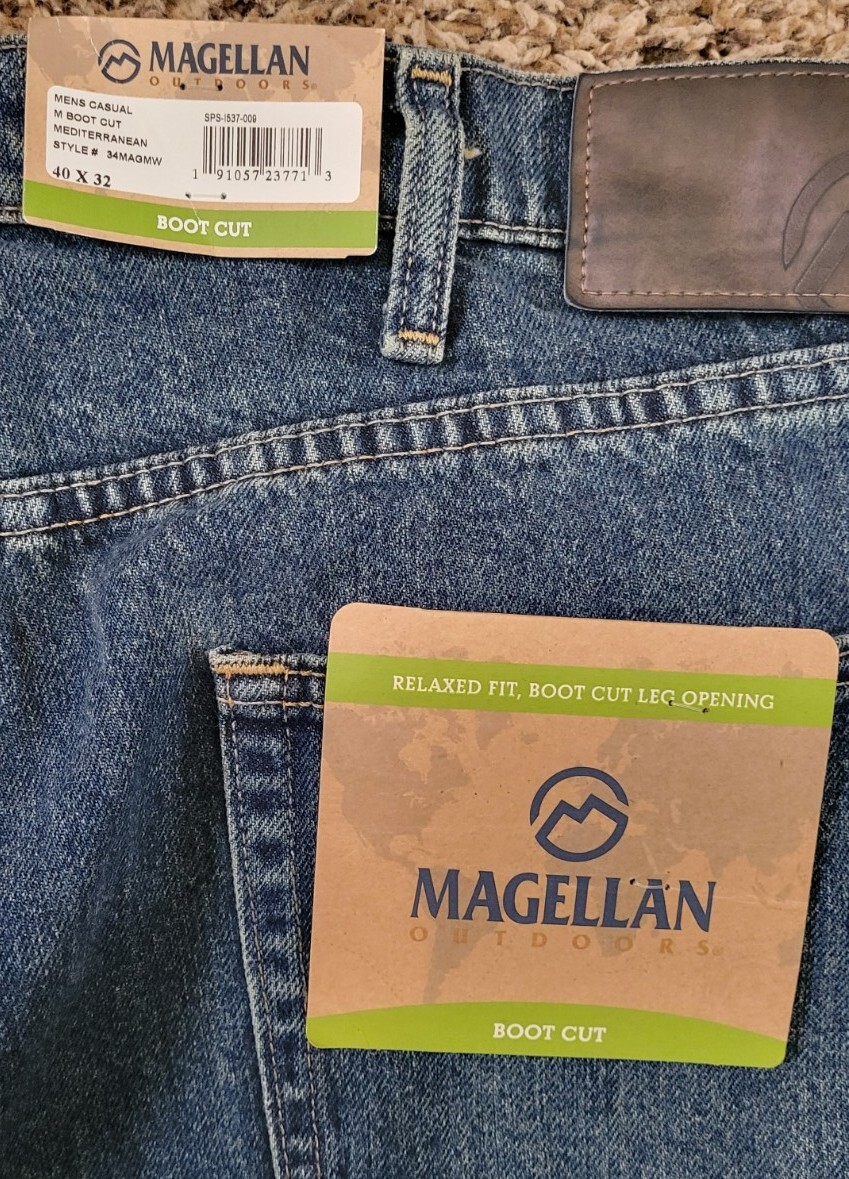 MAGELLAN
OUTDOORS
MENS CASUAL
M BOOT CUT
MEDITERRANEAN
STYLE # 34MAGMW
40 X 32
SPS-I537-009
1 91057 23771 3
BOOT CUT
RELAXED FIT, BOOT CUT LEG OPENING
MAGELLAN
OUTDOORS
BOOT CUT